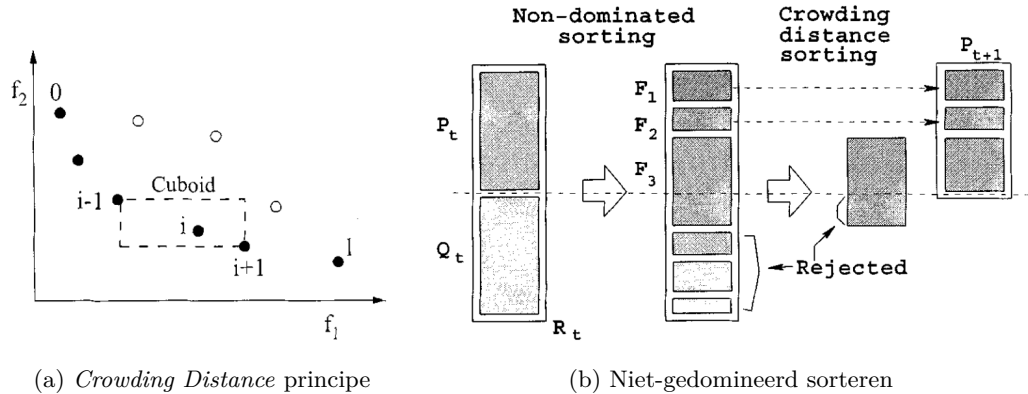 f2
0
Cuboid
i-1
i
i+1
l
f1
(a) Crowding Distance principe
Non-dominated
sorting
Crowding
distance
sorting
Pt+1
Pt
F1
F2
F3
Qt
Rejected
Rt
(b) Niet-gedomineerd sorteren